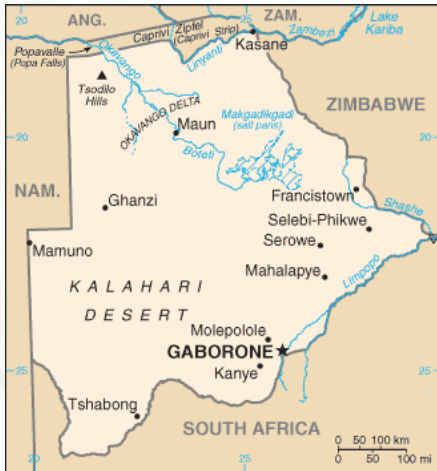 ANG.
ZAM.
Lake
Kariba
20
25
Caprivi Zipfel
(Caprivi Strip)
Zambezi
Popavalle
(Popa Falls)
Okavango
Linyanti
Kasane
Tsodilo
Hills
OKAVANGO DELTA
Makgadikgadi
(salt pans)
ZIMBABWE
20
20
Maun
Boteti
NAM.
Francistown
Shashe
Ghanzi
Selebi-Phikwe
Serowe
Mamuno
Mahalapye
Limpopo
KALAHARI
DESERT
Molepolole
GABORONE
25
Kanye
25
Tshabong
SOUTH AFRICA
0 50 100 km
0 50 100 mi
20
25